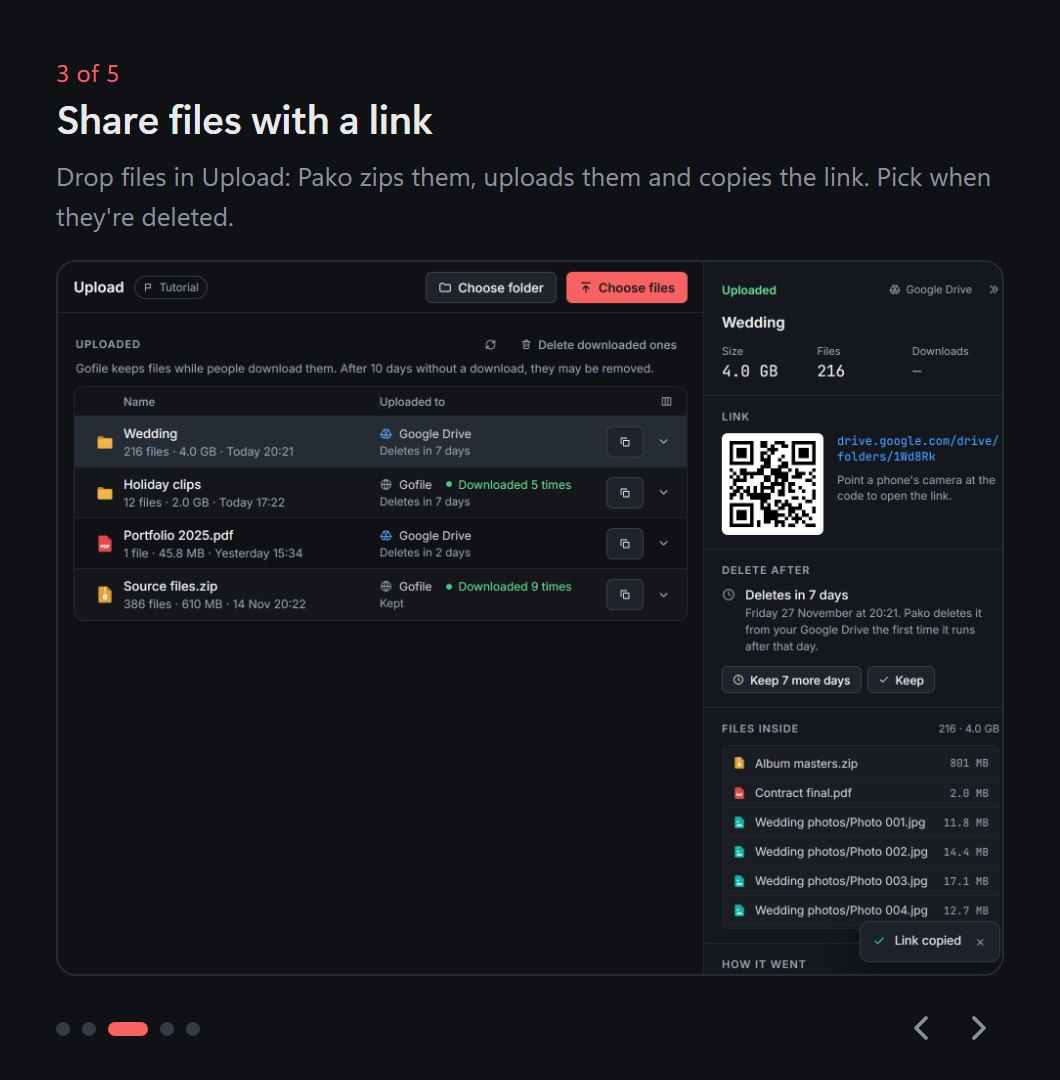 3 of 5
Share files with a link
Drop files in Upload: Pako zips them, uploads them and copies the link. Pick when
they're deleted.
Upload
Tutorial
Choose folder
Choose files
UPLOADED
Delete downloaded ones
Gofile keeps files while people download them. After 10 days without a download, they may be removed.
Name
Uploaded to
Wedding
216 files · 4.0 GB · Today 20:21
Google Drive
Deletes in 7 days
Holiday clips
12 files · 2.0 GB · Today 17:22
Gofile
Downloaded 5 times
Deletes in 7 days
Portfolio 2025.pdf
1 file · 45.8 MB · Yesterday 15:34
Google Drive
Deletes in 2 days
Source files.zip
386 files · 610 MB · 14 Nov 20:22
Gofile
Downloaded 9 times
Kept
Uploaded
Google Drive
Wedding
Size
Files
Downloads
4.0 GB
216
–
LINK
drive.google.com/drive/
folders/1Wd8Rk
Point a phone's camera at the
code to open the link.
DELETE AFTER
Deletes in 7 days
Friday 27 November at 20:21. Pako deletes it
from your Google Drive the first time it runs
after that day.
Keep 7 more days
Keep
FILES INSIDE
216 · 4.0 GB
Album masters.zip
801 MB
Contract final.pdf
2.0 MB
Wedding photos/Photo 001.jpg
11.8 MB
Wedding photos/Photo 002.jpg
14.4 MB
Wedding photos/Photo 003.jpg
17.1 MB
Wedding photos/Photo 004.jpg
12.7 MB
Link copied
HOW IT WENT